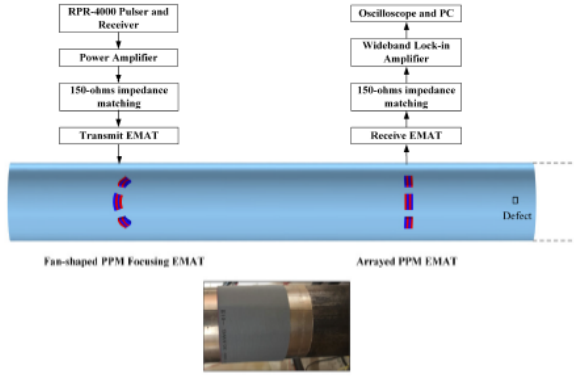 RPR-4000 Pulser and
Receiver
Power Amplifier
150-ohms impedance
matching
Transmit EMAT
Oscilloscope and PC
Wideband Lock-in
Amplifier
150-ohms impedance
matching
Receive EMAT
Defect
Fan-shaped PPM Focusing EMAT
Arrayed PPM EMAT